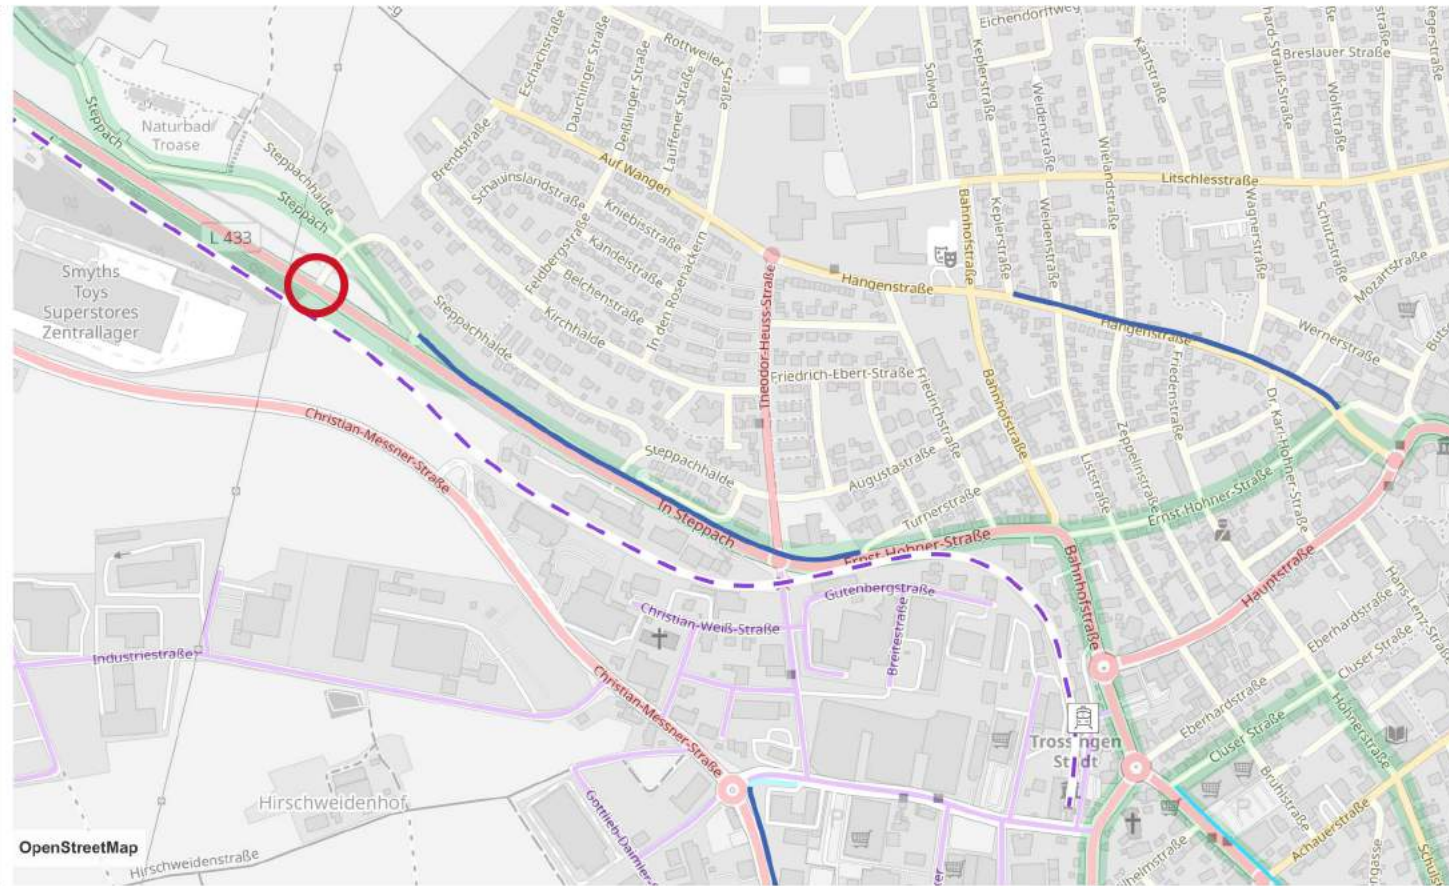 Eichendorffweg
Rottweiler Straße
Eschachstraße
Dauchinger Straße
Deißlinger Straße
Lauffener Straße
Solweg
Keplerstraße
Weidenstraße
Kantstraße
Breslauer Straße
Wolfstraße
Steppach
Naturbad
Troase
Steppachhalde
Brendstraße
Auf Wangen
Schauinslandstraße
Wielandstraße
Litschlesstraße
Wagnerstraße
Schutzstraße
Steppach
L 433
Kniebisstraße
Kandelstraße
Feldbergstraße
Belchenstraße
Kirchhalde
In den Rosenäckern
Bahnhofstraße
Keplerstraße
Weidenstraße
Mozartstraße
Smyths
Toys
Superstores
Zentrallager
Steppachhalde
Theodor-Heuss-Straße
Hangenstraße
Hangenstraße
Wernerstraße
Friedrich-Ebert-Straße
Friedrichstraße
Bahnhofstraße
Friedenstraße
Dr.-Karl-Hohner-Straße
Christian-Messner-Straße
Steppachhalde
Augustastraße
Turnerstraße
Liststraße
Zeppelinstraße
Ernst-Hohner-Straße
In Steppach
Ernst-Hohner-Straße
Bahnhofstraße
Hauptstraße
Hans-Lenz-Straße
Gutenbergstraße
Christian-Weiß-Straße
Breitestraße
Eberhardstraße
Cluser Straße
Industriestraße
Christian-Messner-Straße
Eberhardstraße
Cluser Straße
Hohnerstraße
Trossingen
Stadt
Hirschweidenhof
Brühlstraße
Achauerstraße
OpenStreetMap
Hirschweidenstraße